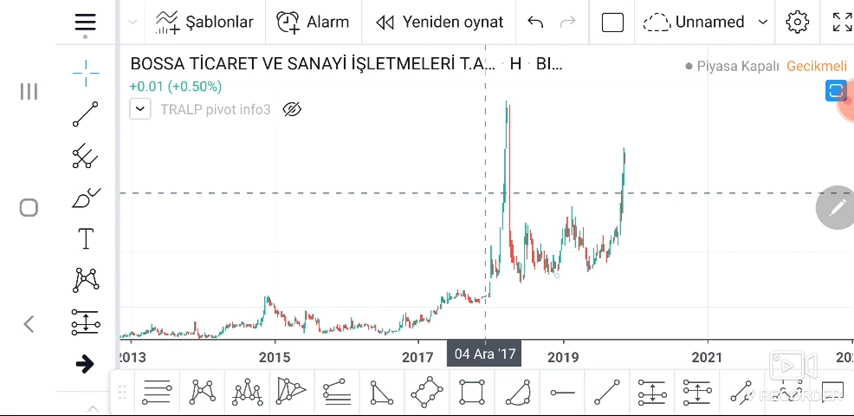 Şablonlar Alarm Yeniden oynat Unnamed
BOSSA TİCARET VE SANAYİ İŞLETMELERİ T.A... · H · BI...
Piyasa Kapalı Gecikmeli
+0.01 (+0.50%)
TRALP pivot info3
T
2013 2015 2017 04 Ara '17 2019 2021
RECORDER